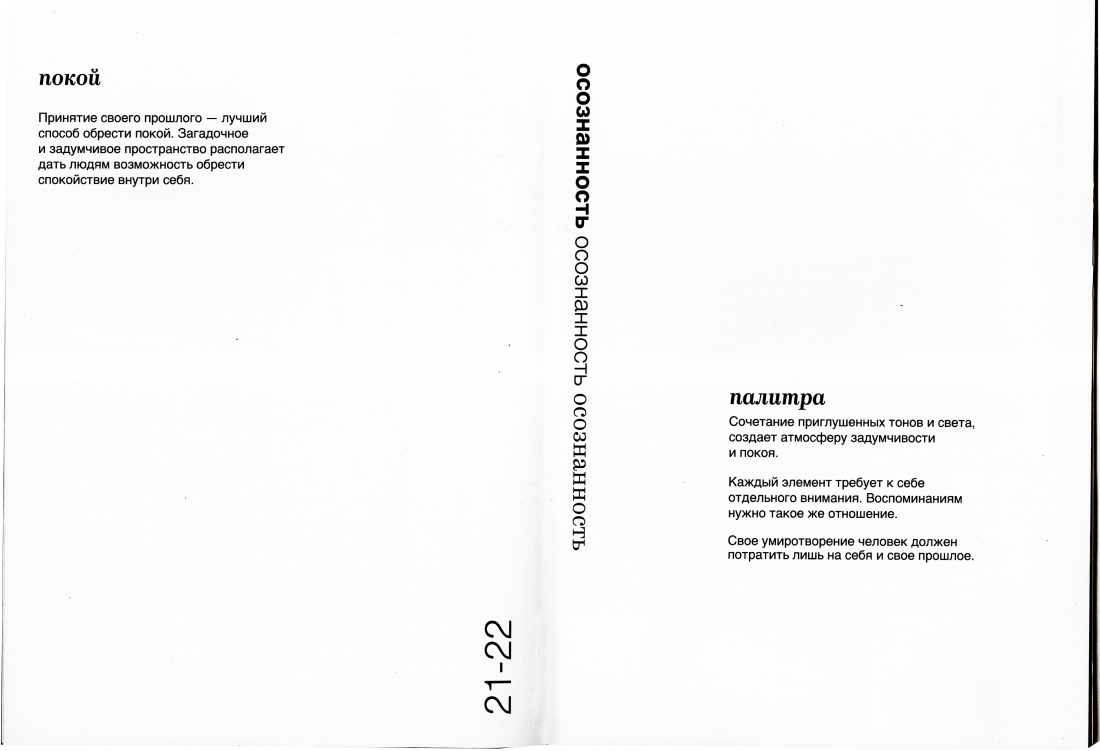 покой
Принятие своего прошлого — лучший
способ обрести покой. Загадочное
и задумчивое пространство располагает
дать людям возможность обрести
спокойствие внутри себя.
21-22
осознанность осознанность осознанность
палитра
Сочетание приглушенных тонов и света,
создает атмосферу задумчивости
и покоя.
Каждый элемент требует к себе
отдельного внимания. Воспоминаниям
нужно такое же отношение.
Свое умиротворение человек должен
потратить лишь на себя и свое прошлое.